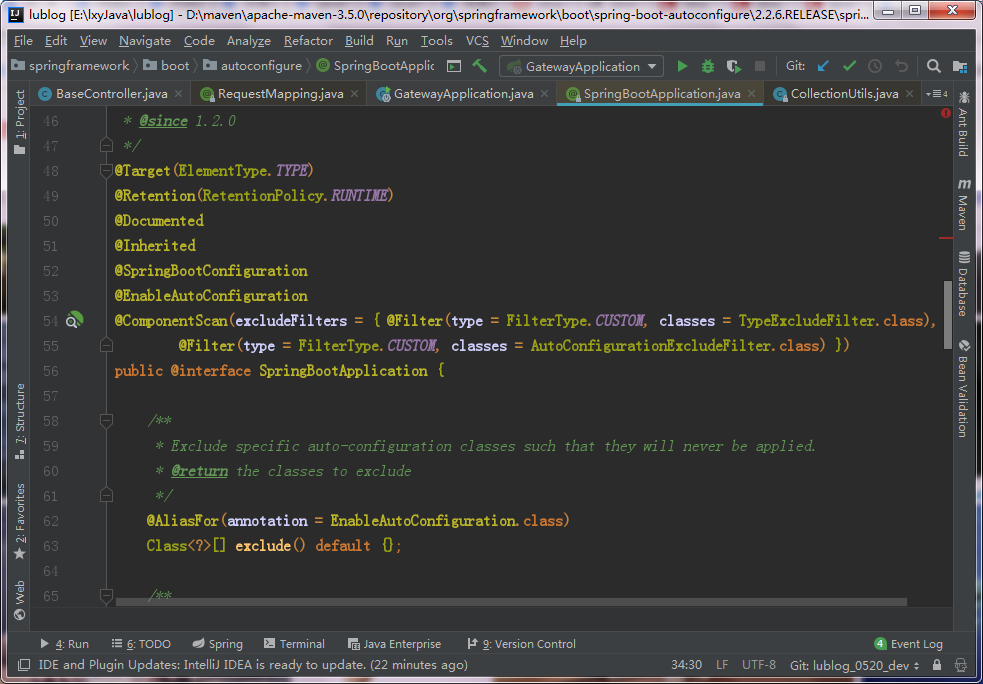 lublog [E:\lxyJava\lublog] - D:\maven\apache-maven-3.5.0\repository\org\springframework\boot\spring-boot-autoconfigure\2.2.6.RELEASE\spri...
File Edit View Navigate Code Analyze Refactor Build Run Tools VCS Window Help
springframework boot autoconfigure SpringBootApplic GatewayApplication Git:
BaseController.java RequestMapping.java GatewayApplication.java SpringBootApplication.java CollectionUtils.java 4
46 * @since 1.2.0
47 */
48 @Target(ElementType.TYPE)
49 @Retention(RetentionPolicy.RUNTIME)
50 @Documented
51 @Inherited
52 @SpringBootConfiguration
53 @EnableAutoConfiguration
54 @ComponentScan(excludeFilters = { @Filter(type = FilterType.CUSTOM, classes = TypeExcludeFilter.class),
55 @Filter(type = FilterType.CUSTOM, classes = AutoConfigurationExcludeFilter.class) })
56 public @interface SpringBootApplication {
57
58 /**
59 * Exclude specific auto-configuration classes such that they will never be applied.
60 * @return the classes to exclude
61 */
62 @AliasFor(annotation = EnableAutoConfiguration.class)
63 Class<?>[] exclude() default {};
64
65 /**
1: Project
7: Structure
2: Favorites
Web
Ant Build
Maven
Database
Bean Validation
4: Run 6: TODO Spring Terminal Java Enterprise 9: Version Control 4 Event Log
IDE and Plugin Updates: IntelliJ IDEA is ready to update. (22 minutes ago) 34:30 LF UTF-8 Git: lublog_0520_dev